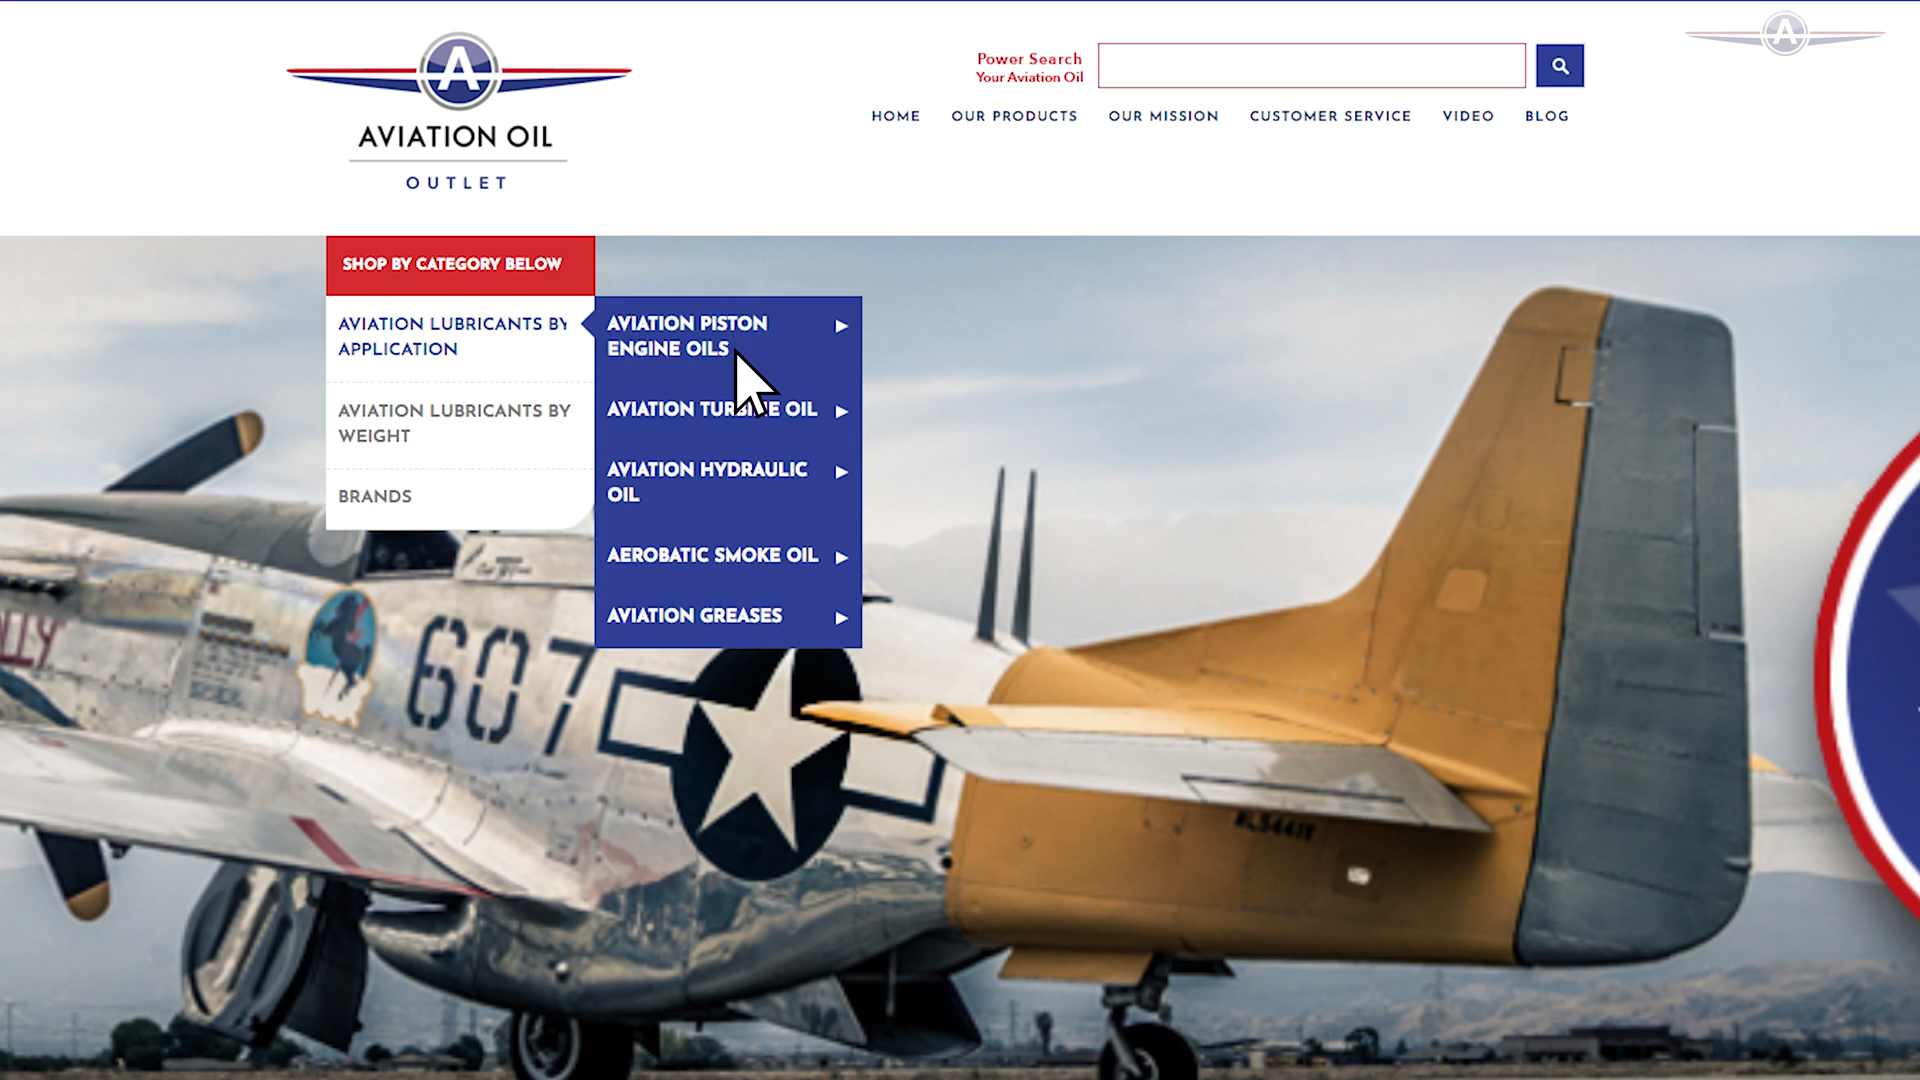 A
AVIATION OIL
OUTLET
Power Search
Your Aviation Oil
A
HOME
OUR PRODUCTS
OUR MISSION
CUSTOMER SERVICE
VIDEO
BLOG
SHOP BY CATEGORY BELOW
AVIATION LUBRICANTS BY
APPLICATION
AVIATION LUBRICANTS BY
WEIGHT
BRANDS
AVIATION PISTON
ENGINE OILS
AVIATION TURBINE OIL
AVIATION HYDRAULIC
OIL
AEROBATIC SMOKE OIL
AVIATION GREASES
607